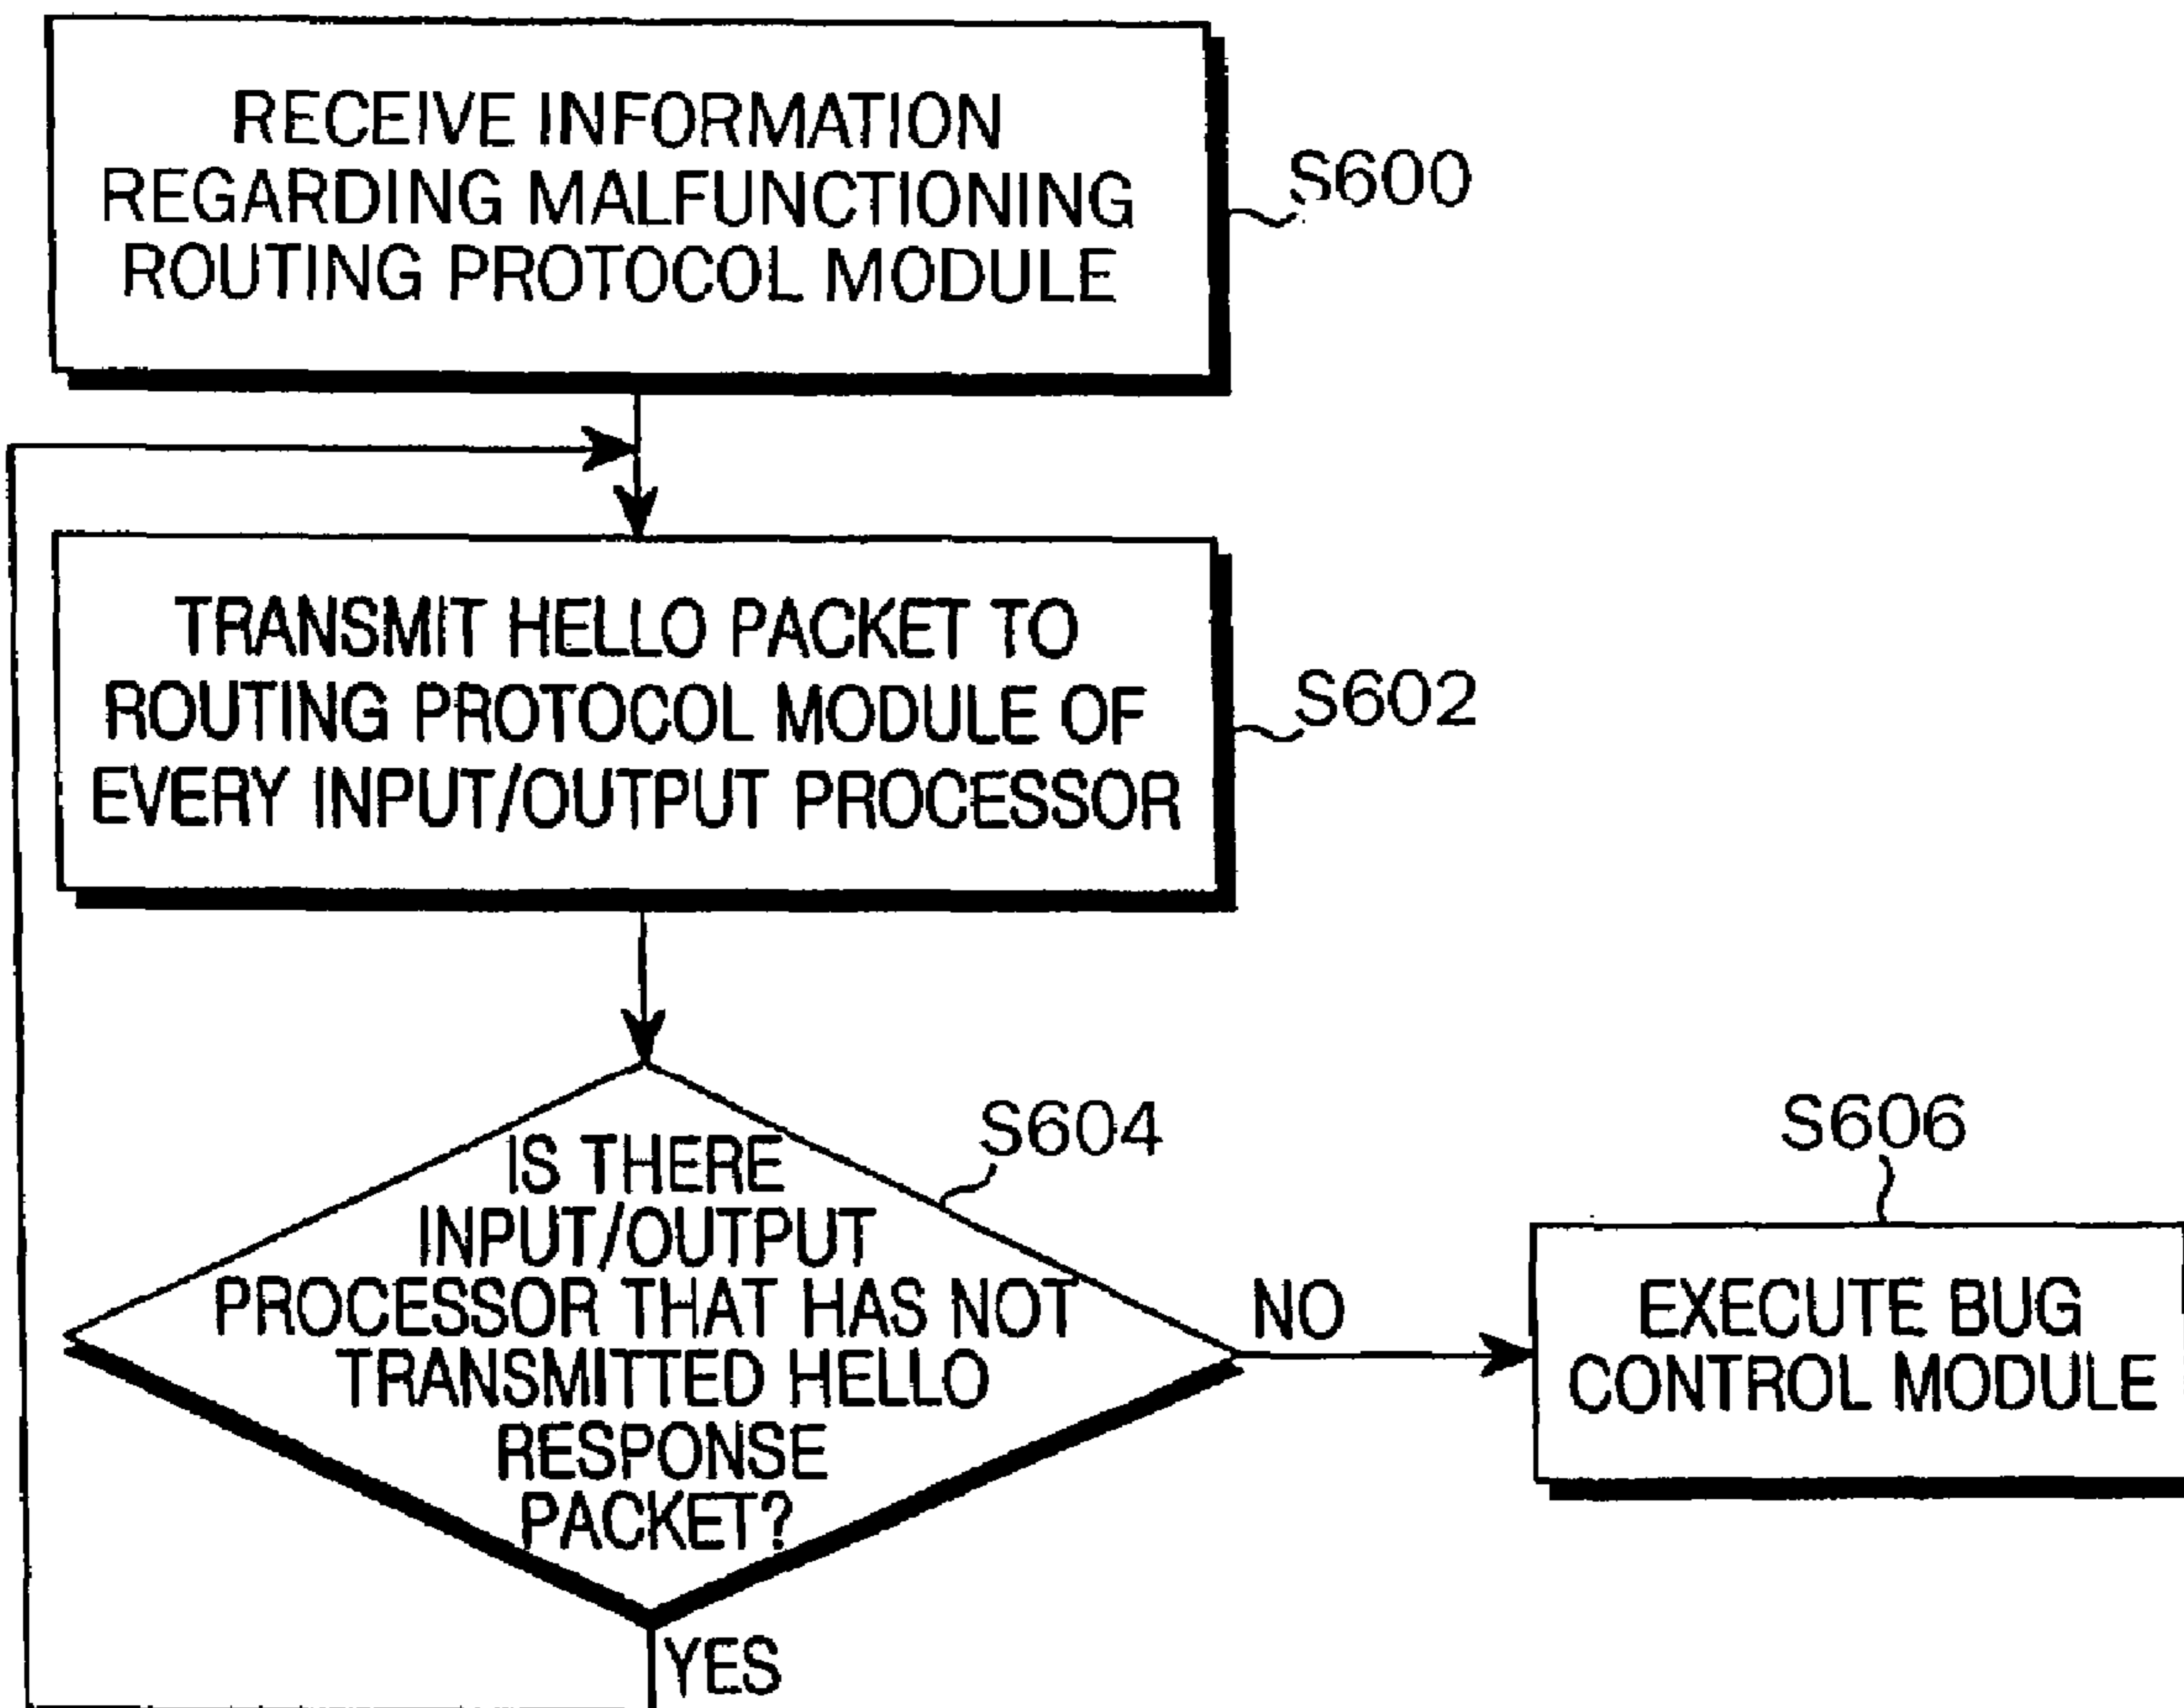 RECEIVE INFORMATION
REGARDING MALFUNCTIONING
ROUTING PROTOCOL MODULE
S600
TRANSMIT HELLO PACKET TO
ROUTING PROTOCOL MODULE OF
EVERY INPUT/OUTPUT PROCESSOR
S602
IS THERE
INPUT/OUTPUT
PROCESSOR THAT HAS NOT
TRANSMITTED HELLO
RESPONSE
PACKET?
S604
NO
YES
S606
EXECUTE BUG
CONTROL MODULE